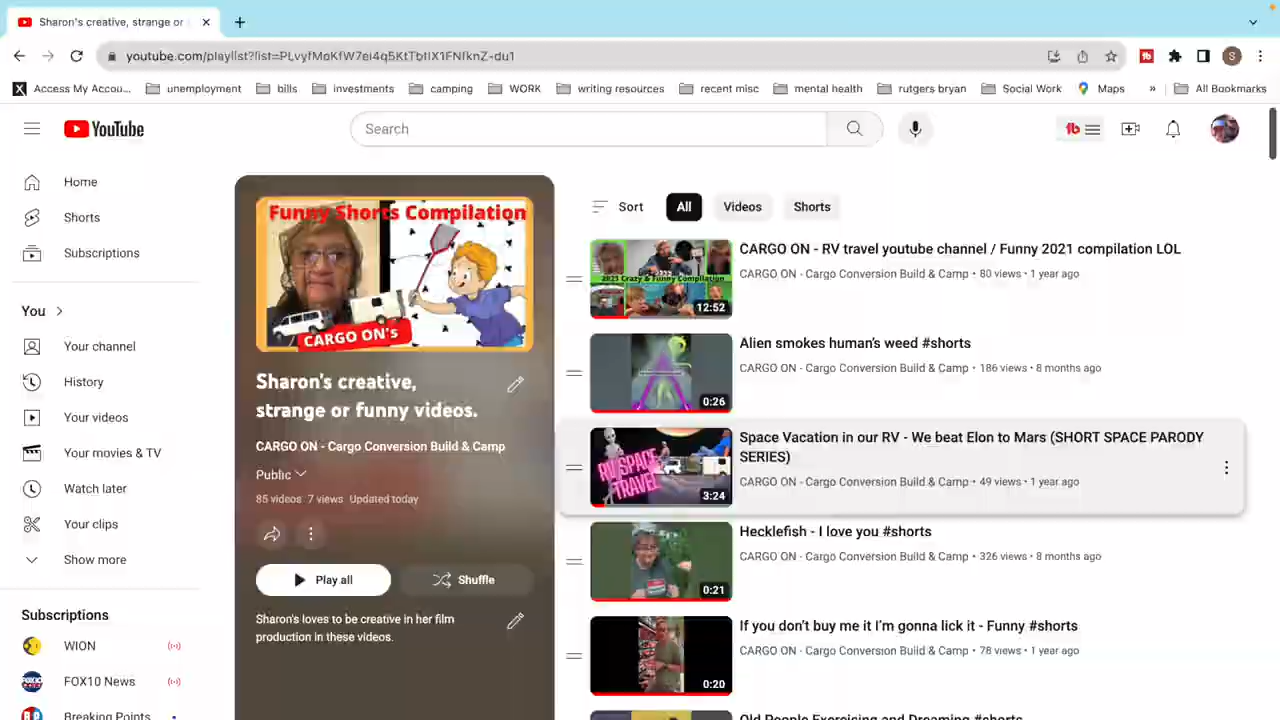 Sharon's creative, strange or
youtube.com/playlist?list=PLvyfMoKfW7ei4q5KtTbtlX1FNfknZ-du1
Access My Accou...
unemployment
bills
investments
camping
WORK
writing resources
recent misc
mental health
rutgers bryan
Social Work
Maps
»
All Bookmarks
YouTube
Search
tb
Home
Shorts
Subscriptions
You
Your channel
History
Your videos
Your movies & TV
Watch later
Your clips
Show more
Subscriptions
WION
FOX10 News
Breaking Points
Funny Shorts Compilation
CARGO ON's
Sharon's creative,
strange or funny videos.
CARGO ON - Cargo Conversion Build & Camp
Public
85 videos 7 views Updated today
Play all
Shuffle
Sharon's loves to be creative in her film
production in these videos.
Sort
All
Videos
Shorts
2021 Crazy & Funny Compilation
12:52
CARGO ON - RV travel youtube channel / Funny 2021 compilation LOL
CARGO ON - Cargo Conversion Build & Camp • 80 views • 1 year ago
0:26
Alien smokes human's weed #shorts
CARGO ON - Cargo Conversion Build & Camp • 186 views • 8 months ago
RV SPACE
TRAVEL
3:24
Space Vacation in our RV - We beat Elon to Mars (SHORT SPACE PARODY
SERIES)
CARGO ON - Cargo Conversion Build & Camp • 49 views • 1 year ago
0:21
Hecklefish - I love you #shorts
CARGO ON - Cargo Conversion Build & Camp • 326 views • 8 months ago
0:20
If you don't buy me it I'm gonna lick it - Funny #shorts
CARGO ON - Cargo Conversion Build & Camp • 78 views • 1 year ago
Old People Exercising and Dreaming #shorts